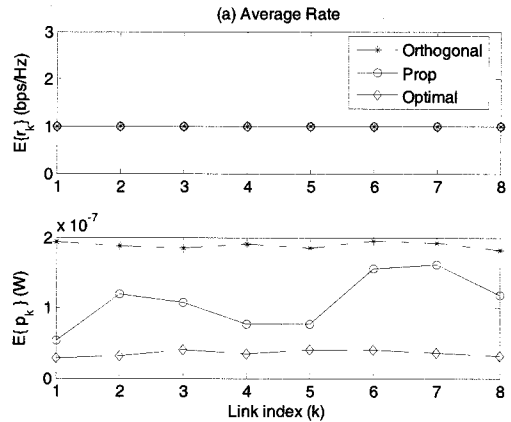 (a) Average Rate
3
2
1
0
E{r_k} (bps/Hz)
Orthogonal
Prop
Optimal
1 2 3 4 5 6 7 8
x 10^-7
2
1
0
E{ p_k } (W)
1 2 3 4 5 6 7 8
Link index (k)